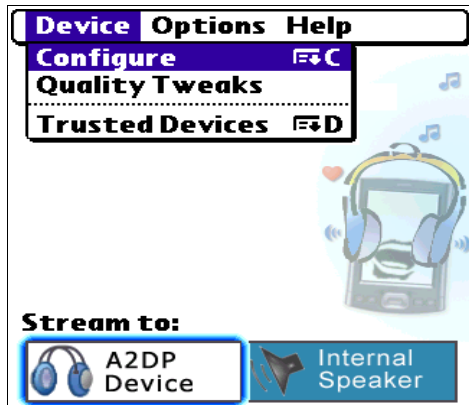 Device Options Help
Configure C
Quality Tweaks
Trusted Devices D
Stream to:
A2DP
Device
Internal
Speaker